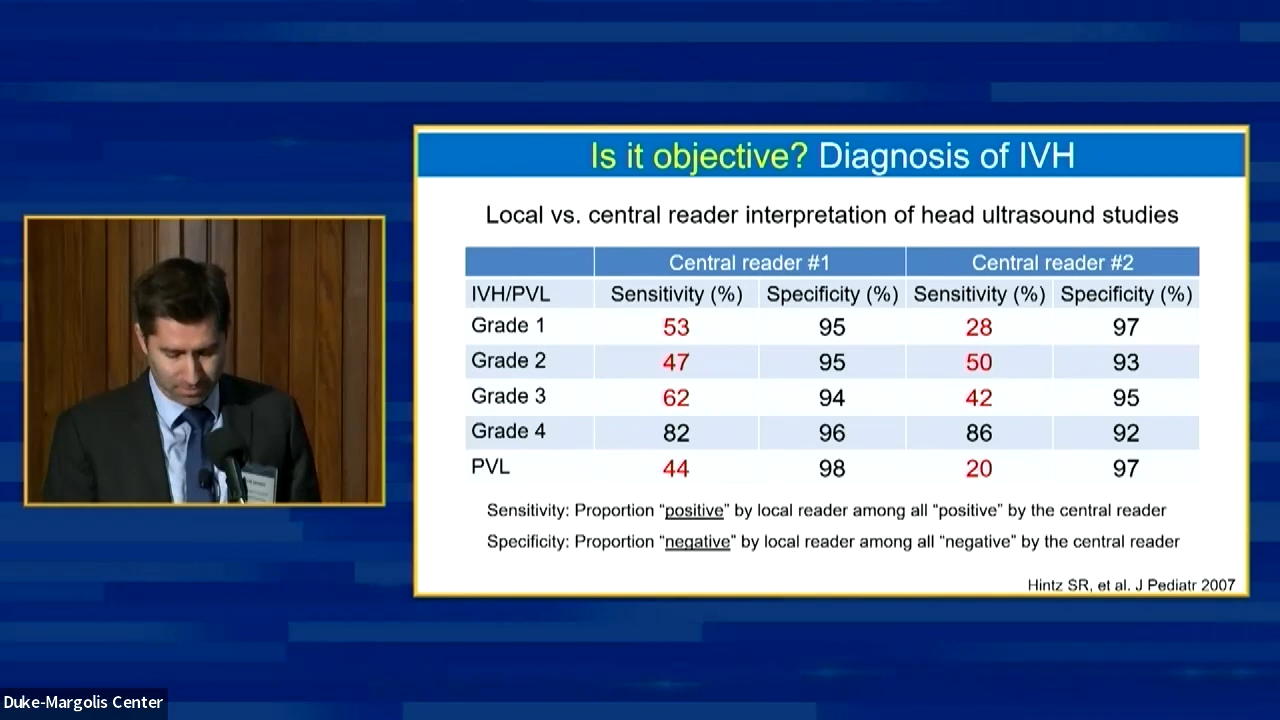 Is it objective? Diagnosis of IVH
Local vs. central reader interpretation of head ultrasound studies
Central reader #1 Central reader #2
IVH/PVL Sensitivity (%) Specificity (%) Sensitivity (%) Specificity (%)
Grade 1 53 95 28 97
Grade 2 47 95 50 93
Grade 3 62 94 42 95
Grade 4 82 96 86 92
PVL 44 98 20 97
Sensitivity: Proportion “positive” by local reader among all “positive” by the central reader
Specificity: Proportion “negative” by local reader among all “negative” by the central reader
Hintz SR, et al. J Pediatr 2007
Duke-Margolis Center